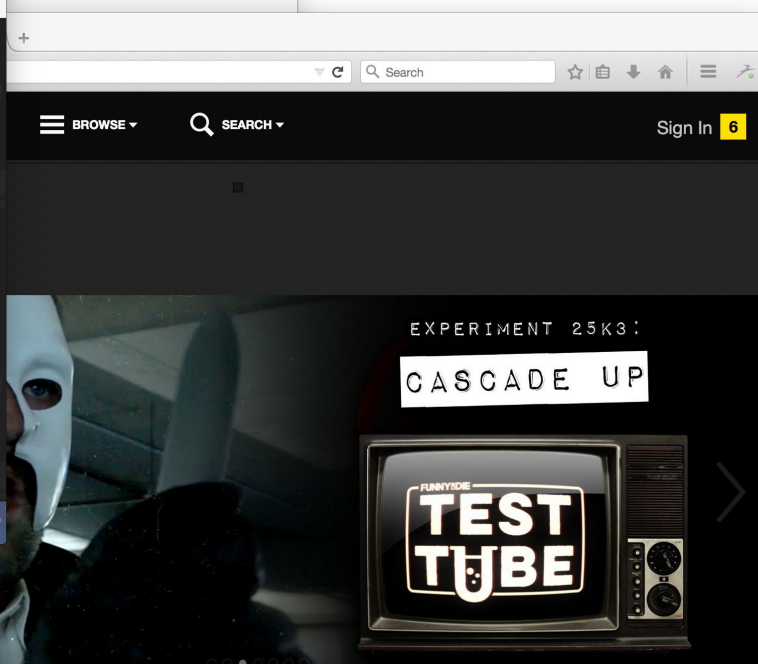 Search
BROWSE
SEARCH
Sign In
6
EXPERIMENT 25K3:
CASCADE UP
FUNNY OR DIE
TEST
TUBE